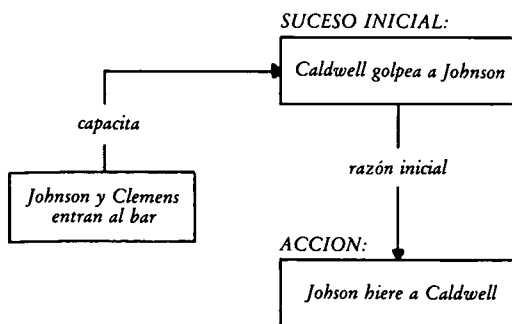 SUCESO INICIAL:
Caldwell golpea a Johnson
capacita
Johnson y Clemens
entran al bar
razón inicial
ACCION:
Johson hiere a Caldwell